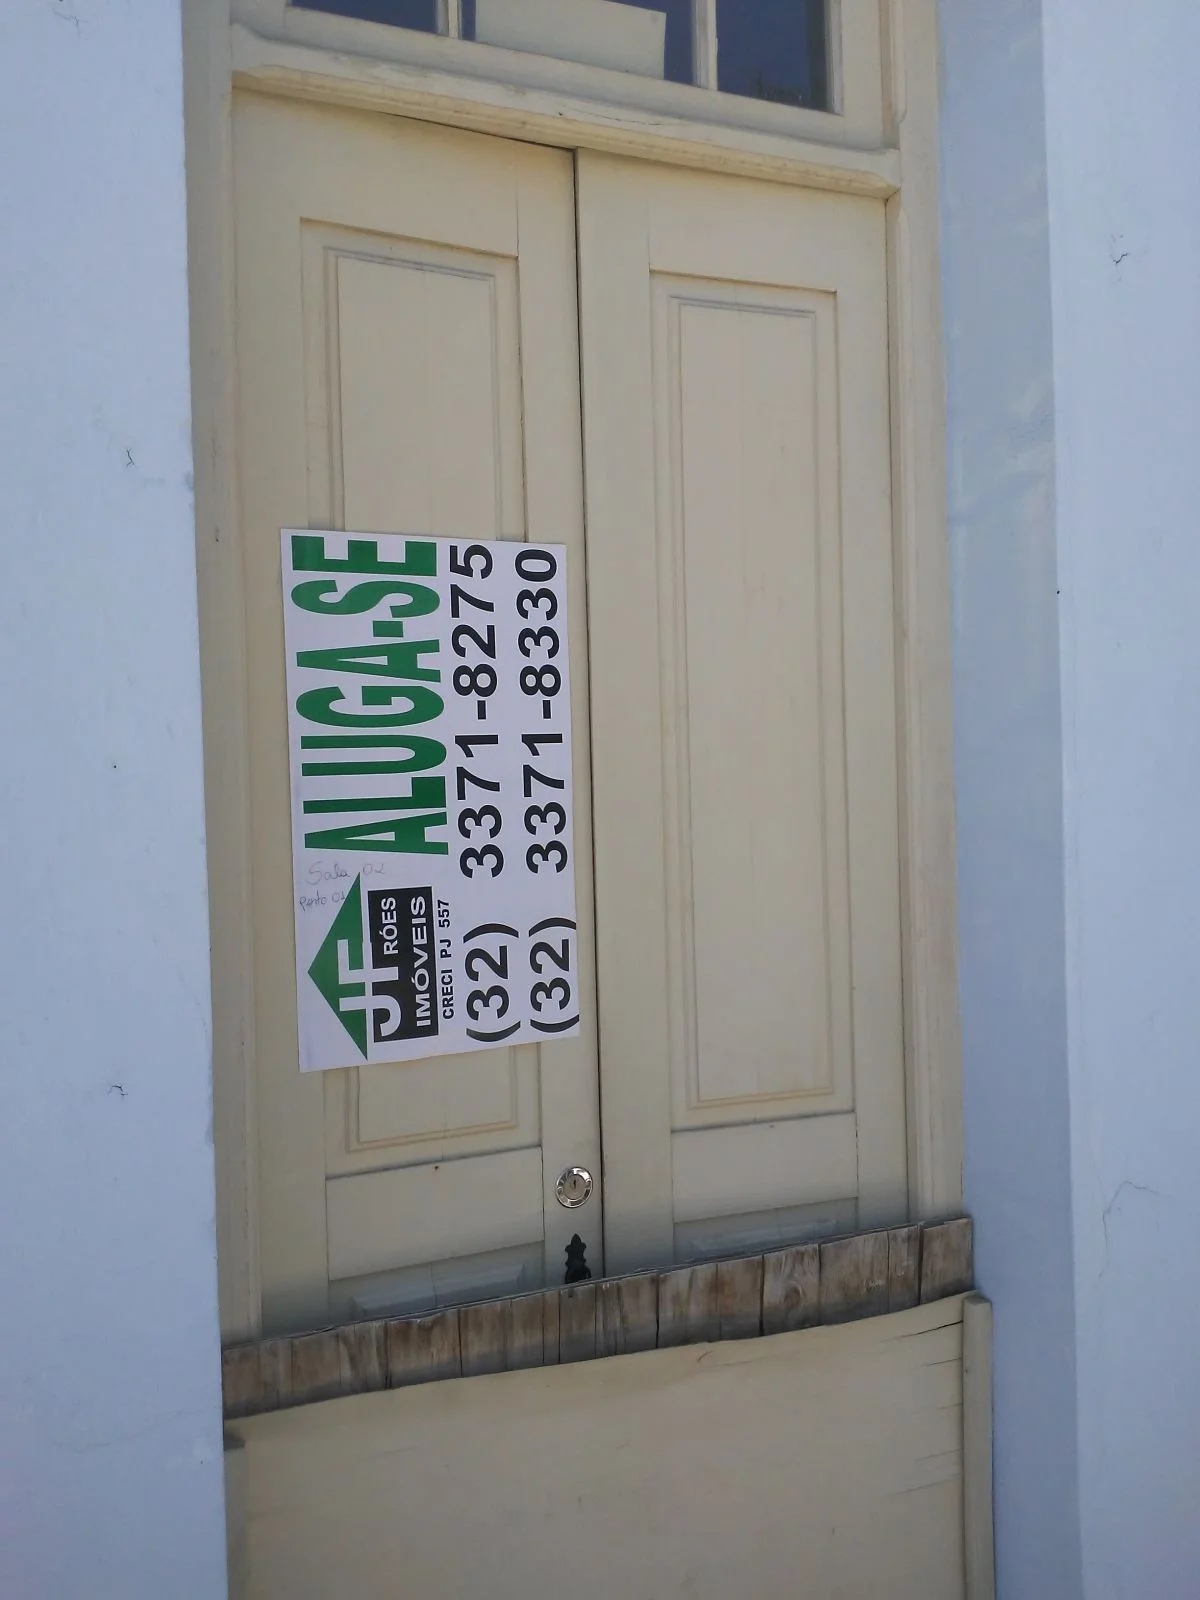 ALUGA-SE
Sala 02
JF RÓES
IMÓVEIS
CRECI PJ 557
(32) 3371-8275
(32) 3371-8330